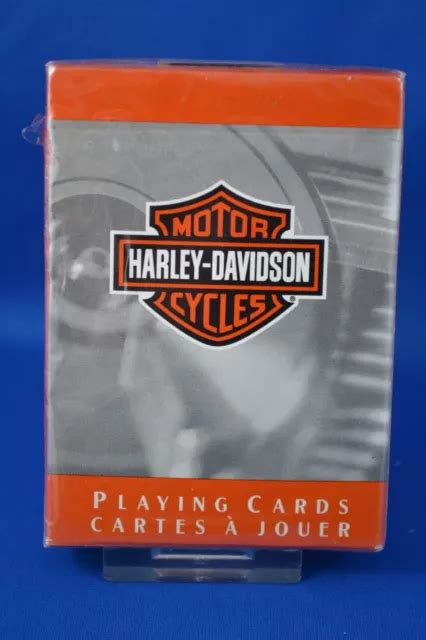 MOTOR
HARLEY-DAVIDSON
CYCLES ®
PLAYING CARDS
CARTES À JOUER